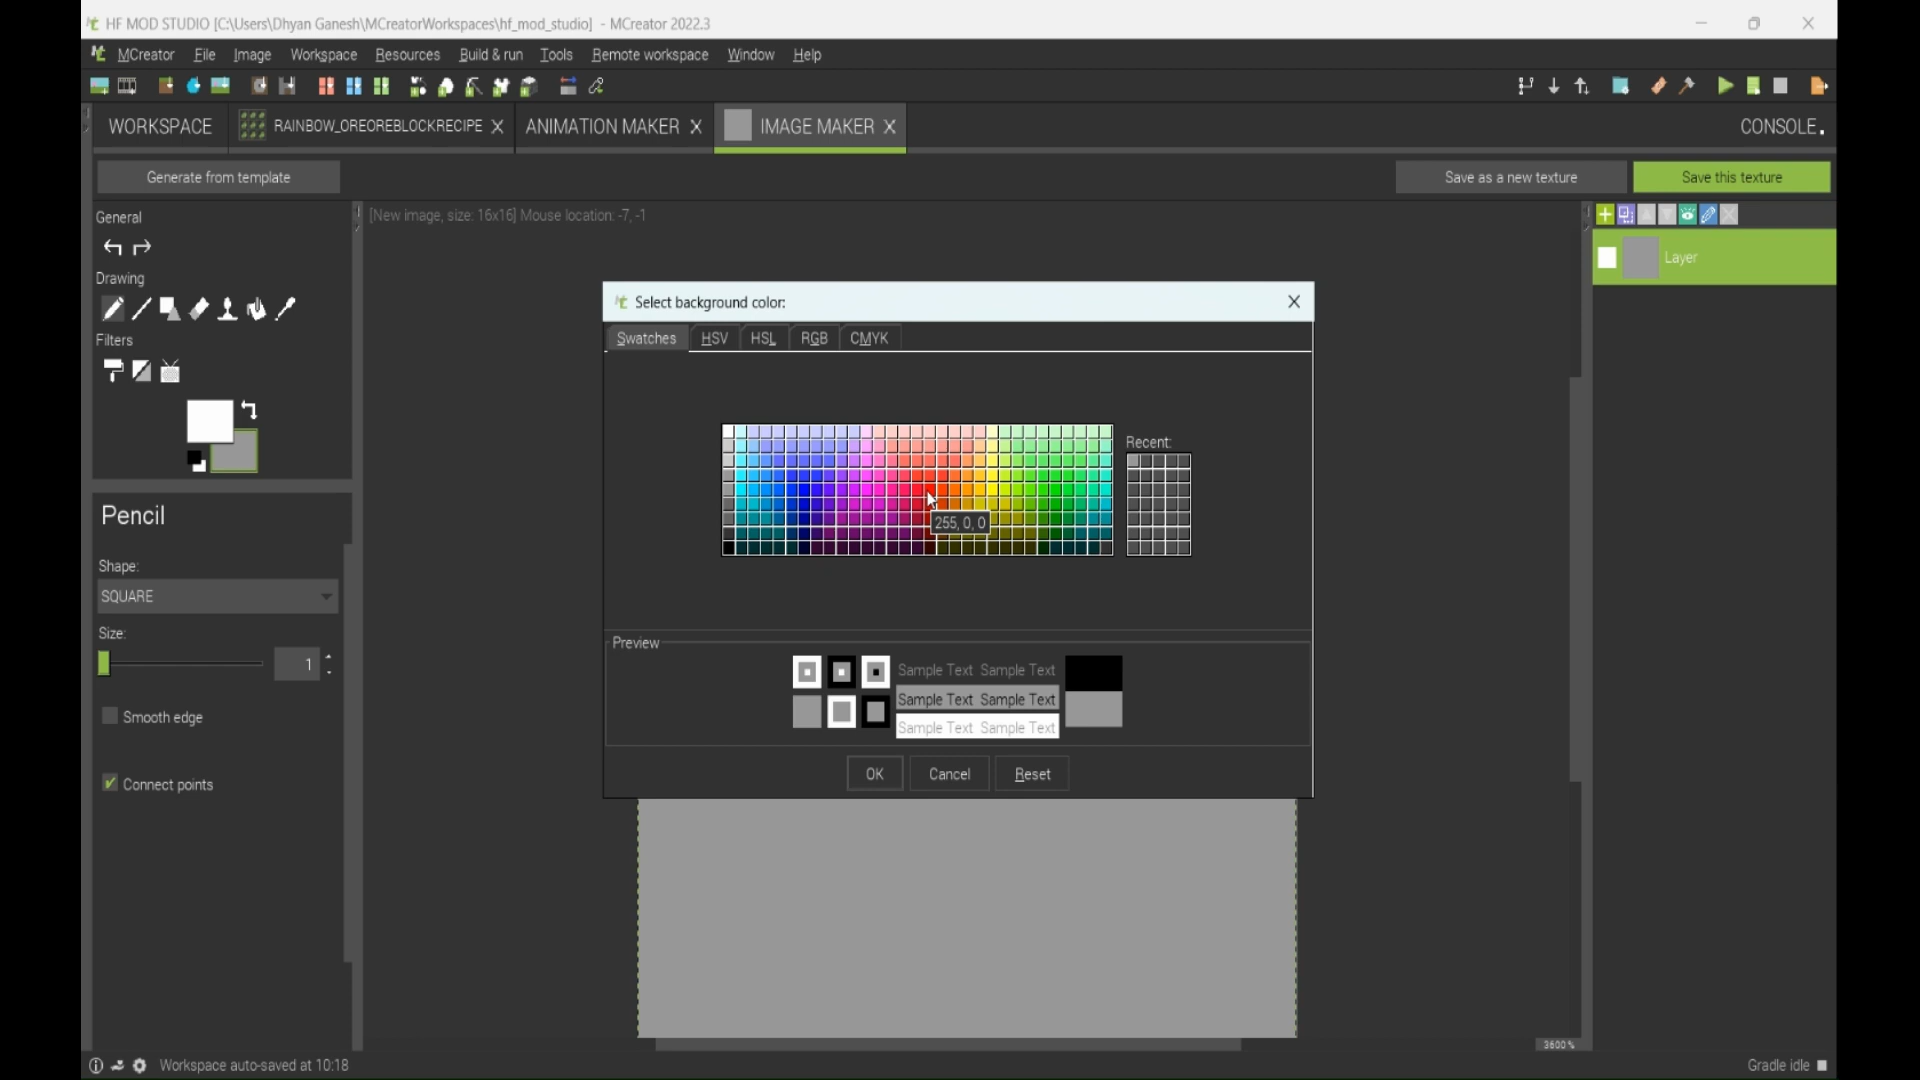 HF MOD STUDIO [C:\Users\Dhyan Ganesh\MCreatorWorkspaces\hf_mod_studio] - MCreator 2022.3
MCreator File Image Workspace Resources Build & run Tools Remote workspace Window Help
WORKSPACE RAINBOW_OREOREBLOCKRECIPE ANIMATION MAKER IMAGE MAKER CONSOLE.
Generate from template Save as a new texture Save this texture
General
[New image, size: 16x16] Mouse location: -7, -1
Drawing
Layer
Select background color:
Filters
Swatches HSV HSL RGB CMYK
Recent:
255, 0, 0
Pencil
Shape:
SQUARE
Size:
1
Preview
Sample Text Sample Text
Sample Text Sample Text
Sample Text Sample Text
Smooth edge
OK Cancel Reset
Connect points
3600 %
Workspace auto-saved at 10:18
Gradle idle